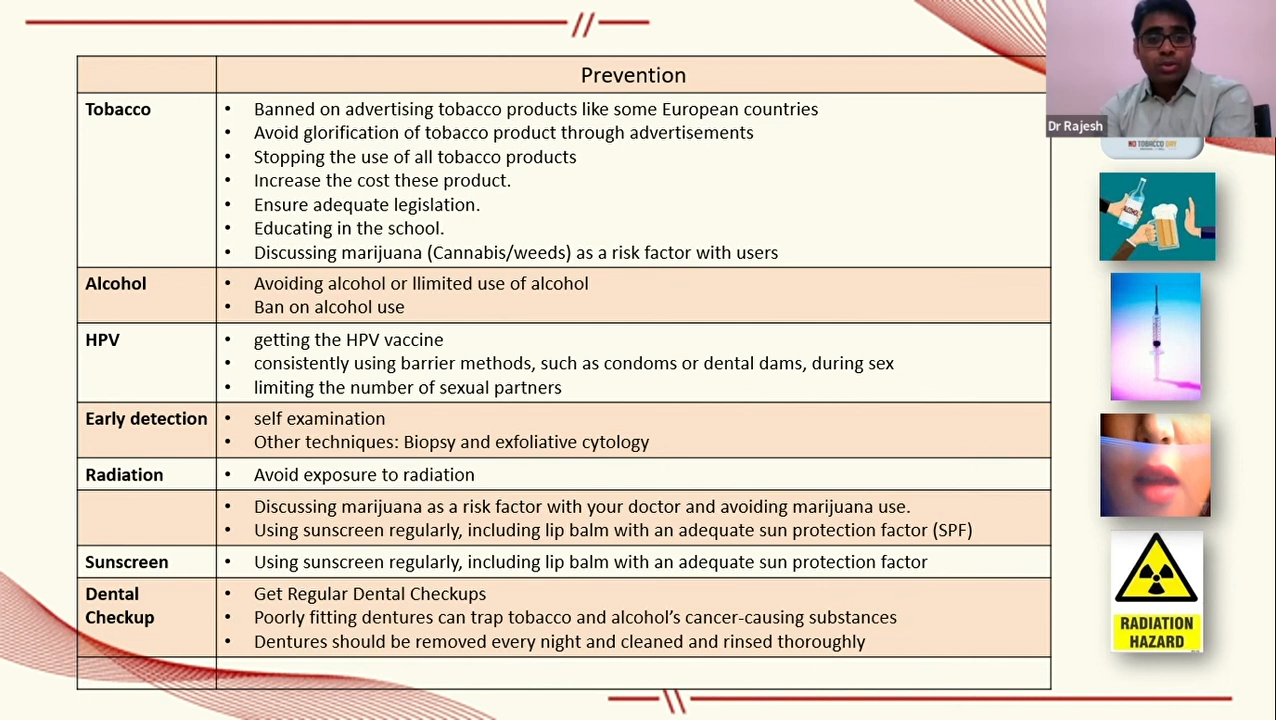 Prevention
Tobacco
• Banned on advertising tobacco products like some European countries
• Avoid glorification of tobacco product through advertisements
• Stopping the use of all tobacco products
• Increase the cost these product.
• Ensure adequate legislation.
• Educating in the school.
• Discussing marijuana (Cannabis/weeds) as a risk factor with users
Alcohol
• Avoiding alcohol or llimited use of alcohol
• Ban on alcohol use
HPV
• getting the HPV vaccine
• consistently using barrier methods, such as condoms or dental dams, during sex
• limiting the number of sexual partners
Early detection
• self examination
• Other techniques: Biopsy and exfoliative cytology
Radiation
• Avoid exposure to radiation
• Discussing marijuana as a risk factor with your doctor and avoiding marijuana use.
• Using sunscreen regularly, including lip balm with an adequate sun protection factor (SPF)
Sunscreen
• Using sunscreen regularly, including lip balm with an adequate sun protection factor
Dental
Checkup
• Get Regular Dental Checkups
• Poorly fitting dentures can trap tobacco and alcohol's cancer-causing substances
• Dentures should be removed every night and cleaned and rinsed thoroughly
Dr Rajesh
NO TOBACCO DAY
ALCOHOL
RADIATION
HAZARD